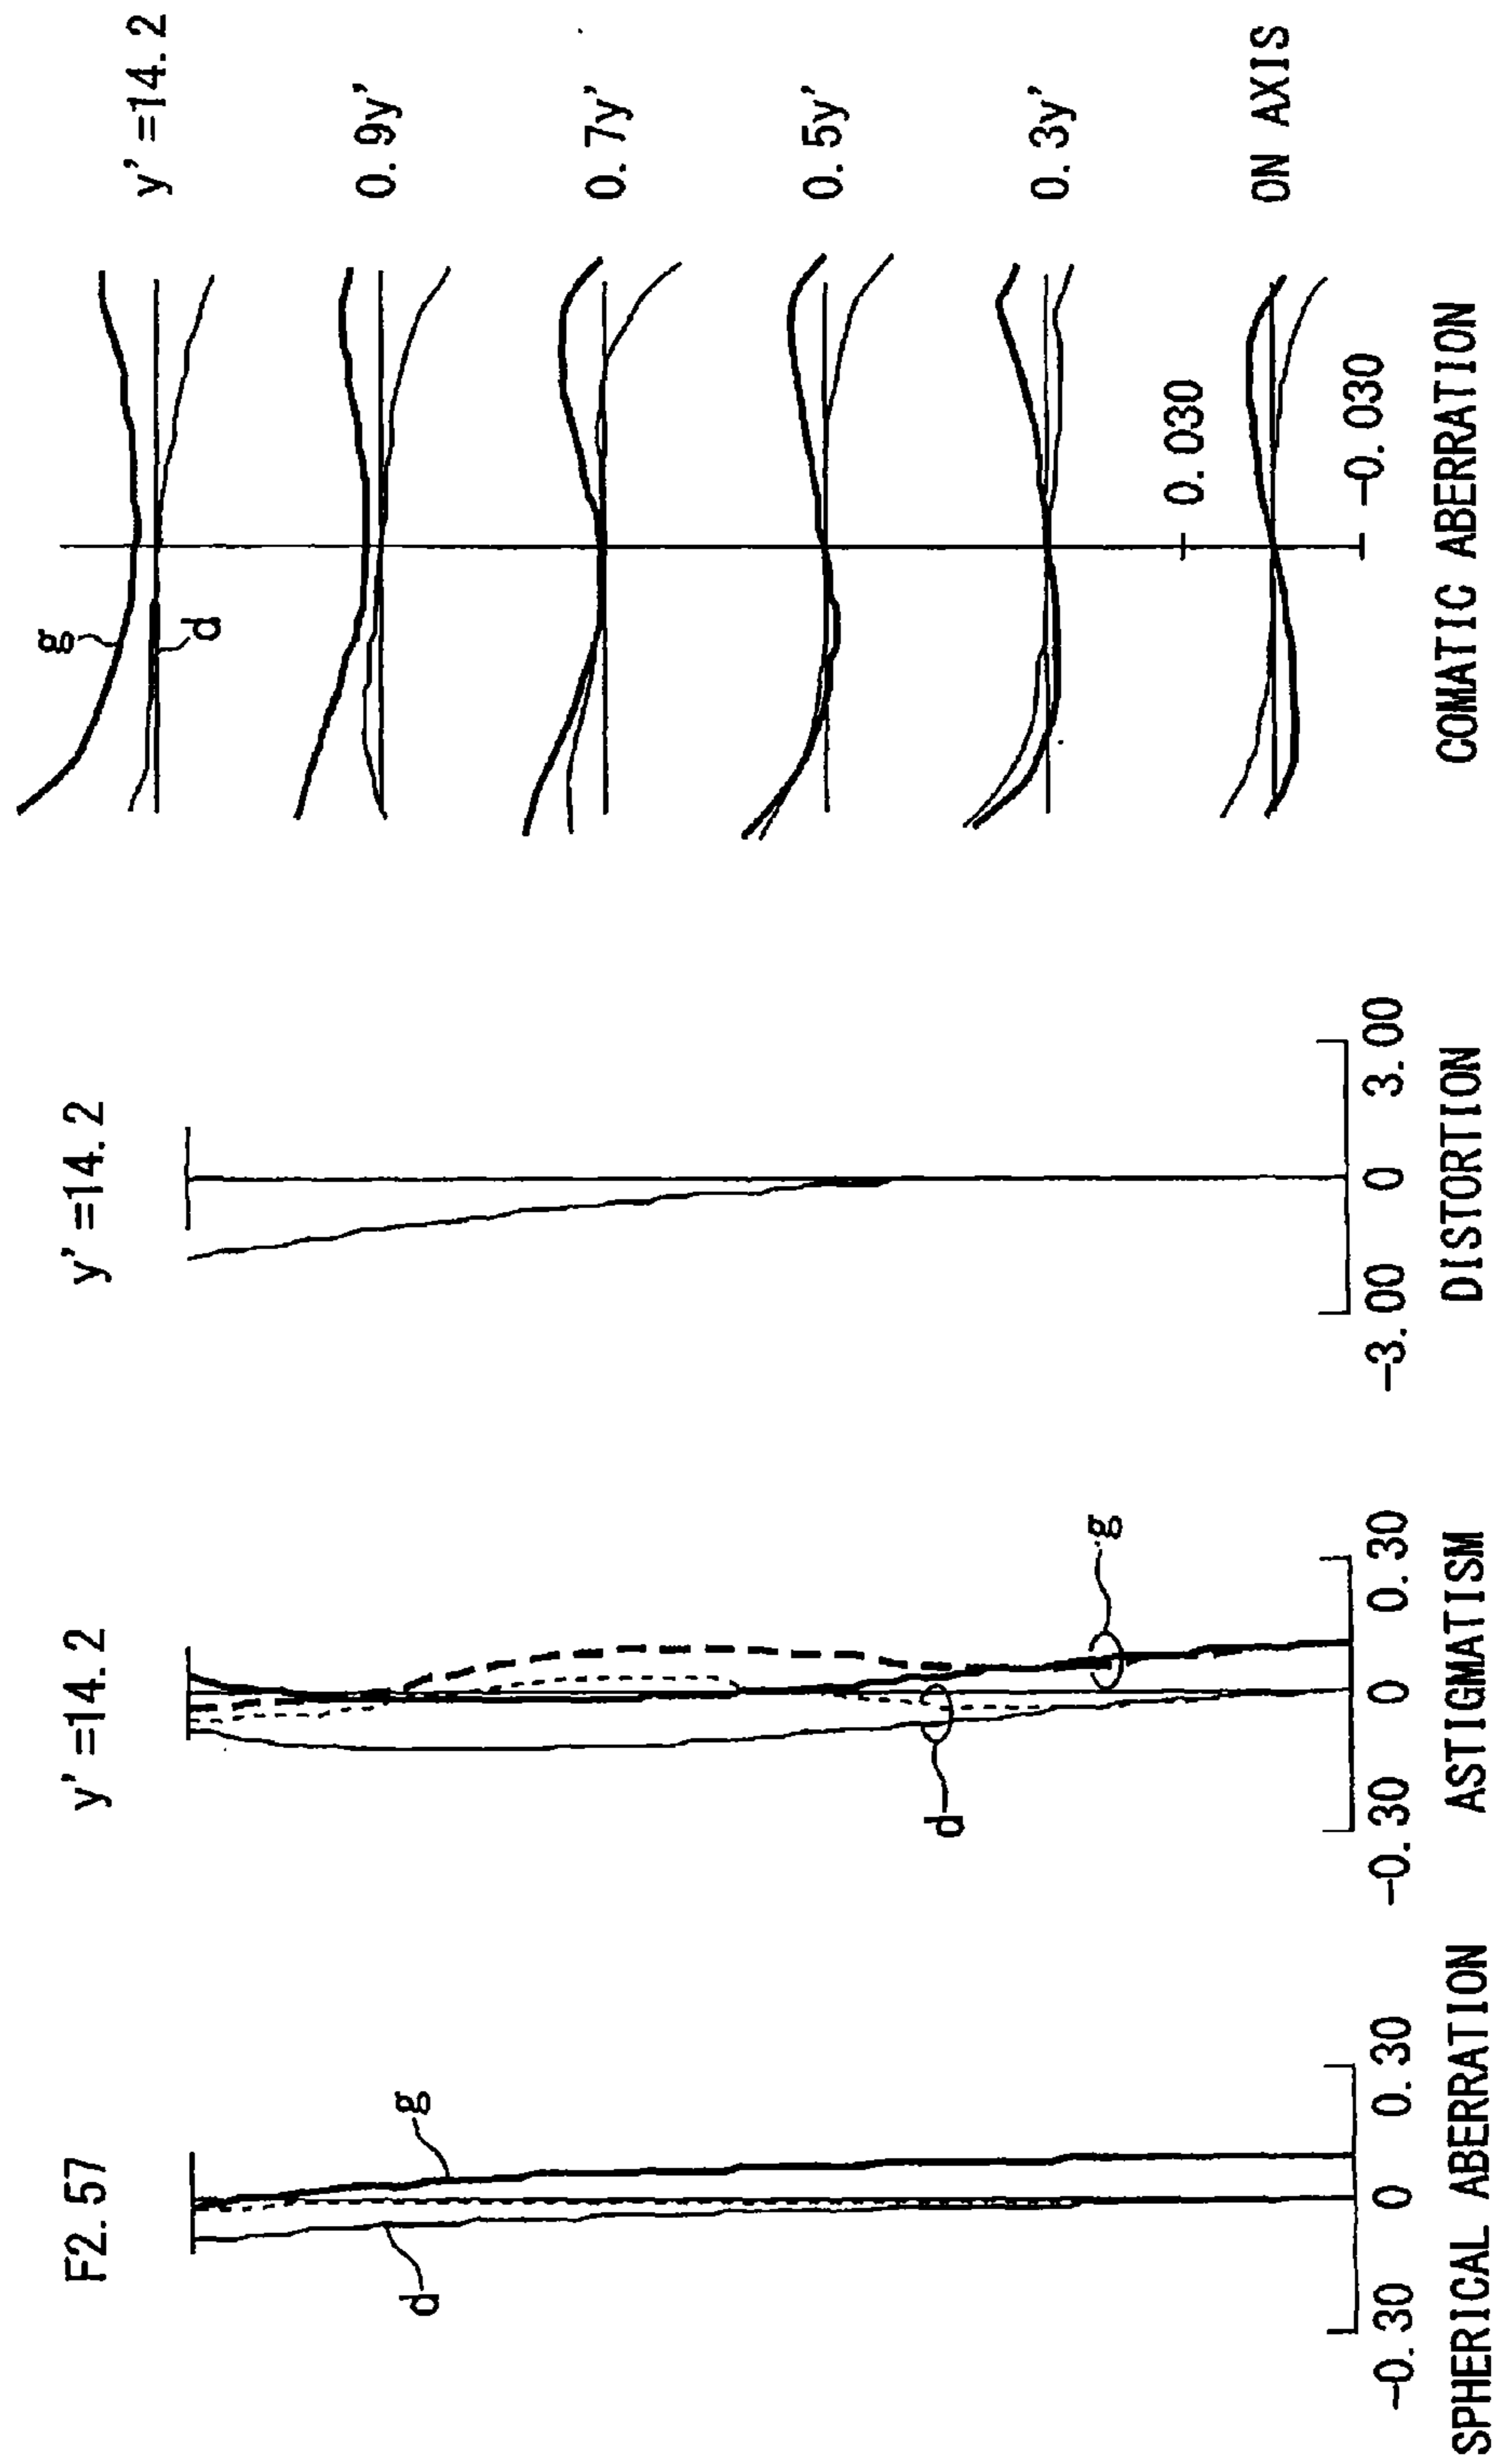 F2. 57
g
d
-0. 30
0
0. 30
SPHERICAL ABERRATION
y' =14. 2
g
d
-0. 30
0
0. 30
ASTIGMATISM
y' =14. 2
-3. 00
0
3. 00
DISTORTION
g
d
y' =14. 2
0. 9y'
0. 7y'
0. 5y'
0. 3y'
0. 030
ON AXIS
-0. 030
COMATIC ABERRATION